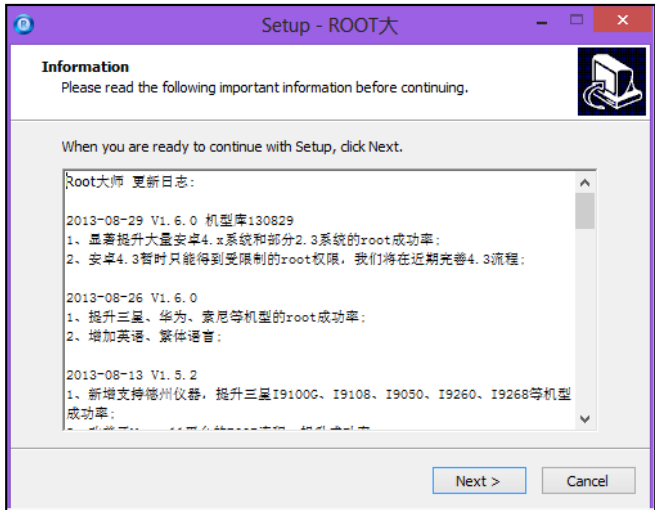 Setup - ROOT大
Information
Please read the following important information before continuing.
When you are ready to continue with Setup, click Next.
Root大师 更新日志:
2013-08-29 V1.6.0 机型库130829
1、显著提升大量安卓4.x系统和部分2.3系统的root成功率;
2、安卓4.3暂时只能得到受限制的root权限，我们将在近期完善4.3流程;
2013-08-26 V1.6.0
1、提升三星、华为、索尼等机型的root成功率;
2、增加英语、繁体语言;
2013-08-13 V1.5.2
1、新增支持德州仪器，提升三星I9100G、I9108、I9050、I9260、I9268等机型
成功率;
Next >
Cancel